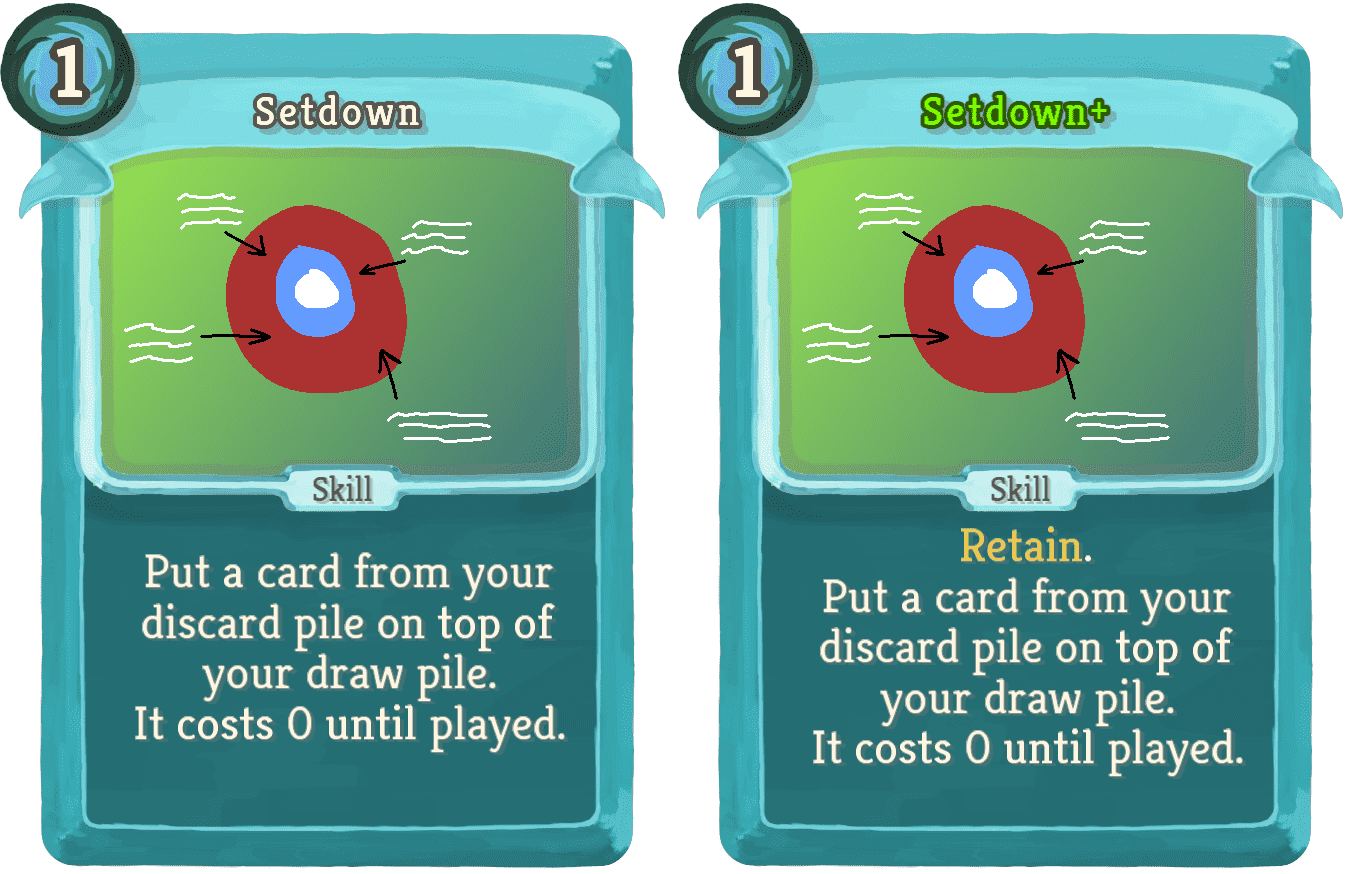 1
Setdown
Skill
Put a card from your
discard pile on top of
your draw pile.
It costs 0 until played.
1
Setdown+
Skill
Retain.
Put a card from your
discard pile on top of
your draw pile.
It costs 0 until played.